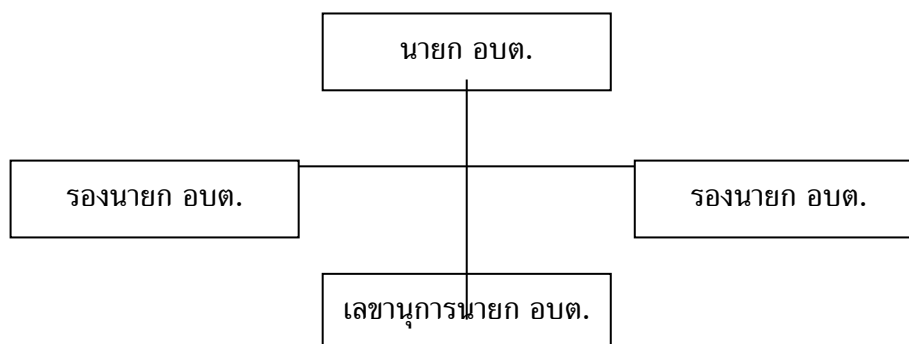 นายก อบต.
รองนายก อบต.
รองนายก อบต.
เลขานุการนายก อบต.